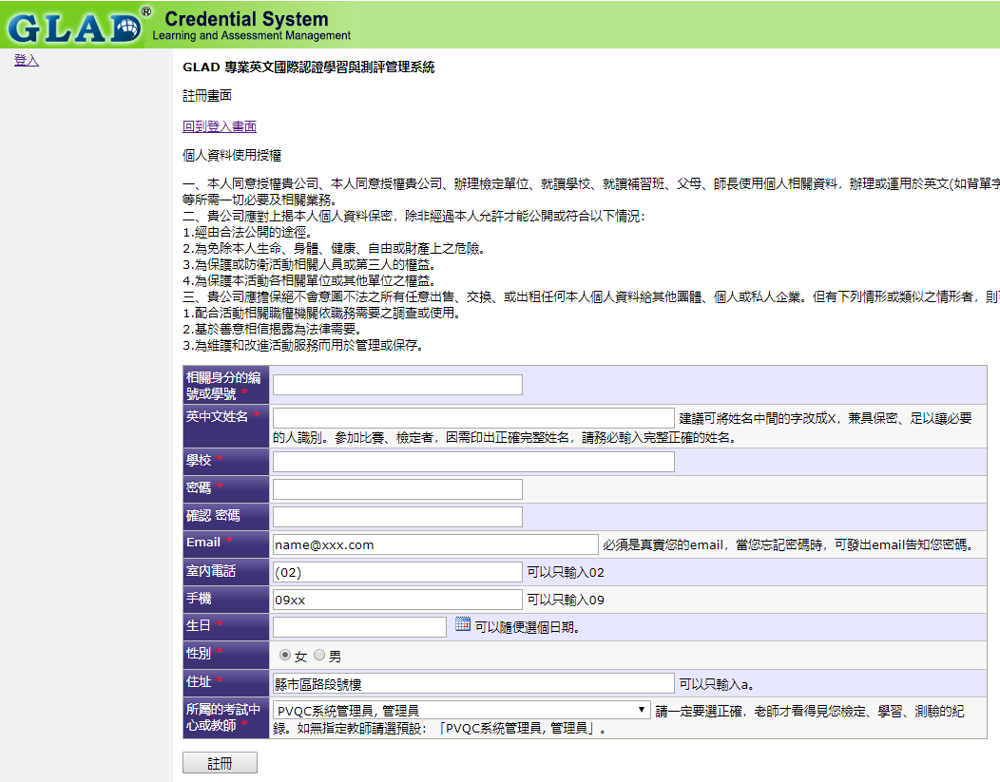 GLAD® Credential System
Learning and Assessment Management
登入
GLAD 專業英文國際認證學習與測評管理系統
註冊畫面
回到登入畫面
個人資料使用授權
一、本人同意授權貴公司、本人同意授權貴公司、辦理檢定單位、就讀學校、就讀補習班、父母、師長使用個人相關資料，辦理或運用於英文(如背單字
等所需一切必要及相關業務。
二、貴公司應對上揭本人個人資料保密，除非經過本人允許才能公開或符合以下情況：
1.經由合法公開的途徑。
2.為免除本人生命、身體、健康、自由或財產上之危險。
3.為保護或防衛活動相關人員或第三人的權益。
4.為保護本活動各相關單位或其他單位之權益。
三、貴公司應擔保絕不會意圖不法之所有任意出售、交換、或出租任何本人個人資料給其他團體、個人或私人企業。但有下列情形或類似之情形者，則
1.配合活動相關職權機關依職務需要之調查或使用。
2.基於善意相信揭露為法律需要。
3.為維護和改進活動服務而用於管理或保存。
相關身分的編
號或學號 *
英中文姓名 * 建議可將姓名中間的字改成X，兼具保密、足以讓必要
的人識別。參加比賽、檢定者，因需印出正確完整姓名，請務必輸入完整正確的姓名。
學校 *
密碼 *
確認 密碼
Email * name@xxx.com 必須是真實您的email，當您忘記密碼時，可發出email告知您密碼。
室內電話 (02) 可以只輸入02
手機 09xx 可以只輸入09
生日 * 可以隨便選個日期。
性別 * 女 男
住址 * 縣市區路段號樓 可以只輸入a。
所屬的考試中
心或教師 * PVQC系統管理員, 管理員 請一定要選正確，老師才看得見您檢定、學習、測驗的紀
錄。如無指定教師請選預設：「PVQC系統管理員, 管理員」。
註冊